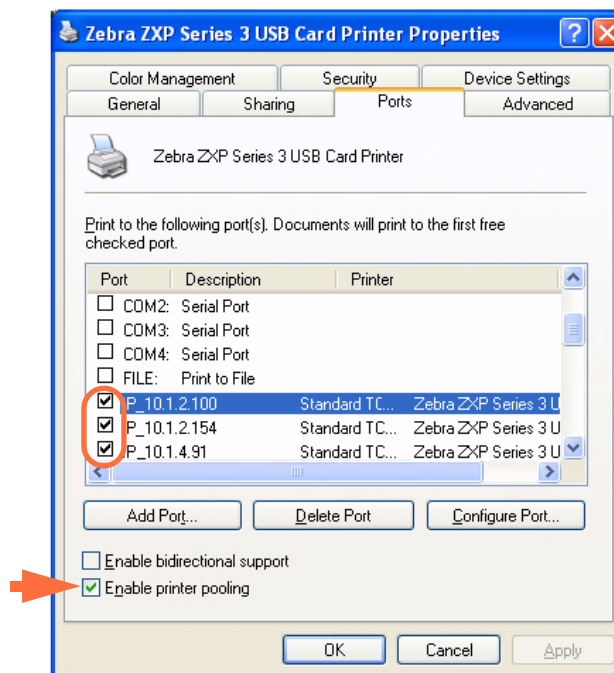 Zebra ZXP Series 3 USB Card Printer Properties
Color Management Security Device Settings
General Sharing Ports Advanced
Zebra ZXP Series 3 USB Card Printer
Print to the following port(s). Documents will print to the first free
checked port.
Port Description Printer
COM2: Serial Port
COM3: Serial Port
COM4: Serial Port
FILE: Print to File
IP_10.1.2.100 Standard TC... Zebra ZXP Series 3 U
IP_10.1.2.154 Standard TC... Zebra ZXP Series 3 U
IP_10.1.4.91 Standard TC... Zebra ZXP Series 3 U
Add Port... Delete Port Configure Port...
Enable bidirectional support
Enable printer pooling
OK Cancel Apply